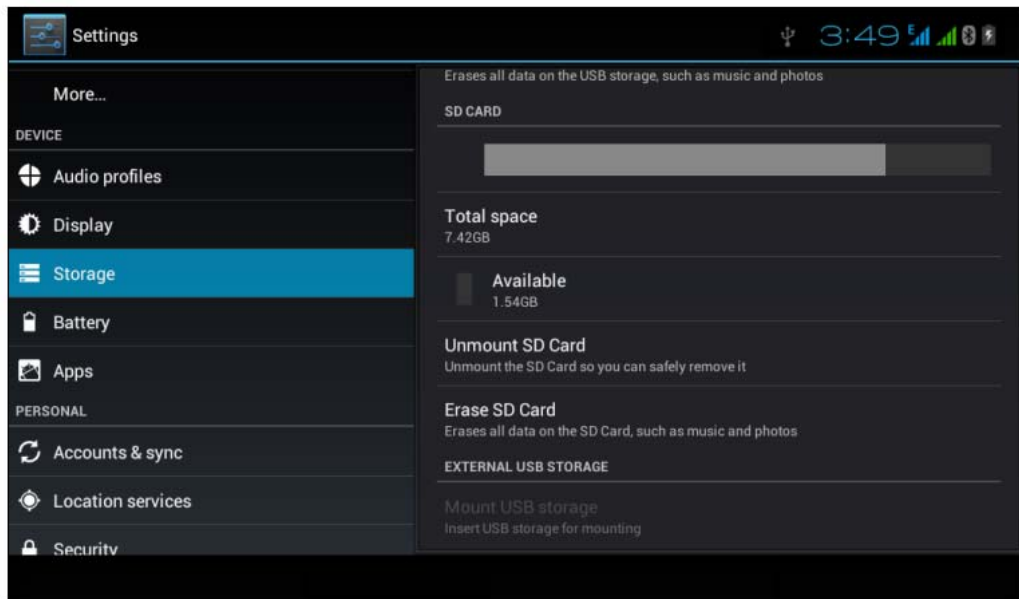 Settings
3:49
E
More...
DEVICE
Audio profiles
Display
Storage
Battery
Apps
PERSONAL
Accounts & sync
Location services
Security
Erases all data on the USB storage, such as music and photos
SD CARD
Total space
7.42GB
Available
1.54GB
Unmount SD Card
Unmount the SD Card so you can safely remove it
Erase SD Card
Erases all data on the SD Card, such as music and photos
EXTERNAL USB STORAGE
Mount USB storage
Insert USB storage for mounting